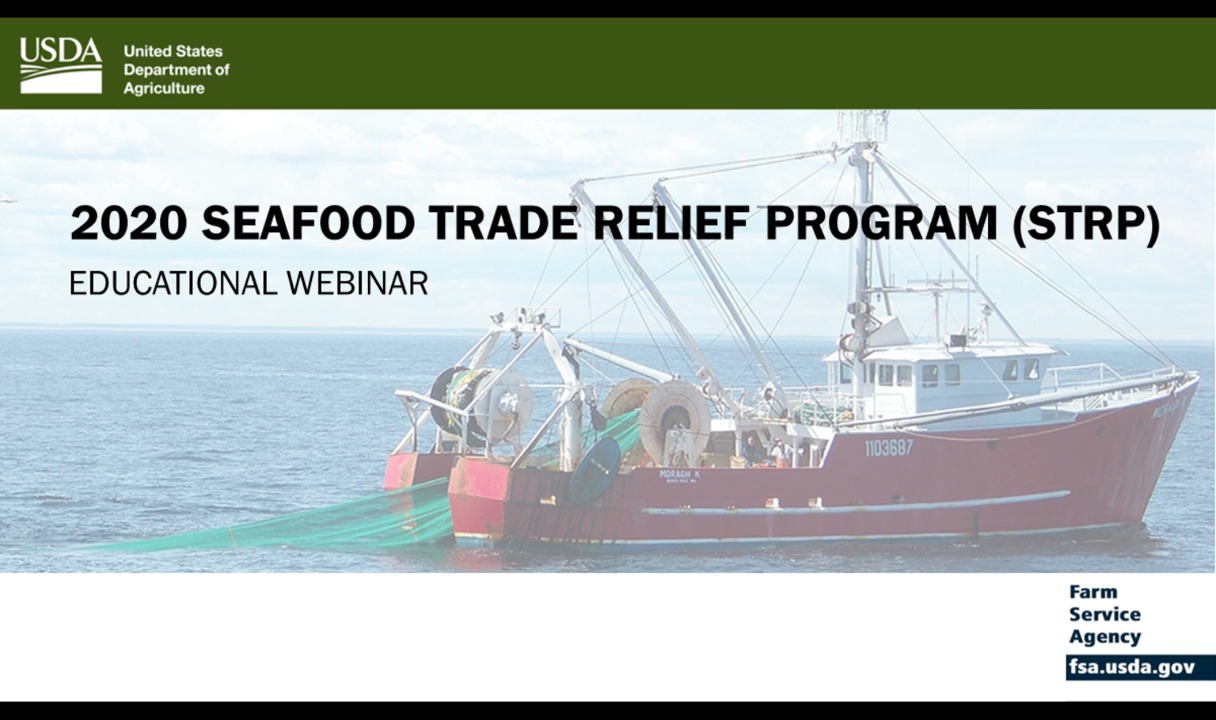 USDA
United States
Department of
Agriculture
2020 SEAFOOD TRADE RELIEF PROGRAM (STRP)
EDUCATIONAL WEBINAR
1103687
MORAGH K
Farm
Service
Agency
fsa.usda.gov